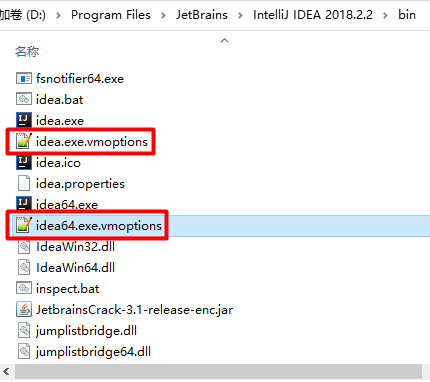 加卷 (D:) › Program Files › JetBrains › IntelliJ IDEA 2018.2.2 › bin
名称
fsnotifier64.exe
idea.bat
idea.exe
idea.exe.vmoptions
idea.ico
idea.properties
idea64.exe
idea64.exe.vmoptions
IdeaWin32.dll
IdeaWin64.dll
inspect.bat
JetbrainsCrack-3.1-release-enc.jar
jumplistbridge.dll
jumplistbridge64.dll